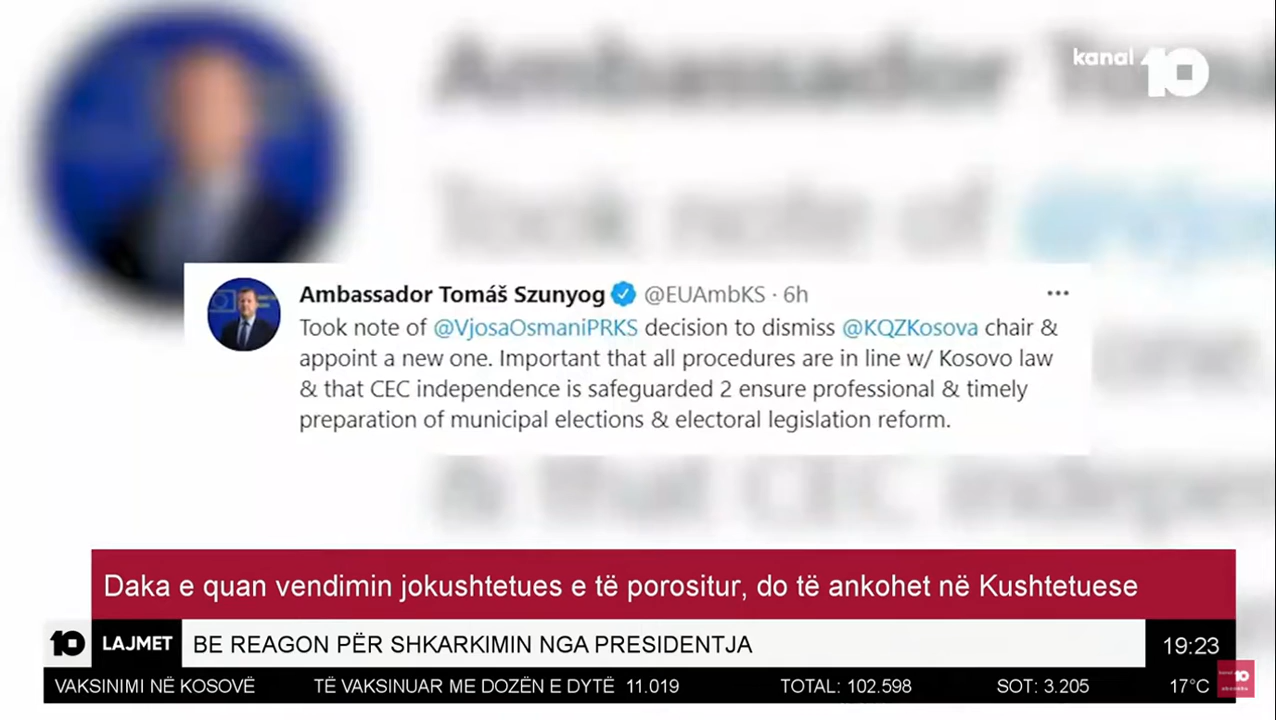 kanal 10
Ambassador Tomáš Szunyog @EUAmbKS · 6h
Took note of @VjosaOsmaniPRKS decision to dismiss @KQZKosova chair &
appoint a new one. Important that all procedures are in line w/ Kosovo law
& that CEC independence is safeguarded 2 ensure professional & timely
preparation of municipal elections & electoral legislation reform.
Daka e quan vendimin jokushtetues e të porositur, do të ankohet në Kushtetuese
10 LAJMET BE REAGON PËR SHKARKIMIN NGA PRESIDENTJA 19:23
VAKSINIMI NË KOSOVË TË VAKSINUAR ME DOZËN E DYTË 11.019 TOTAL: 102.598 SOT: 3.205 17°C